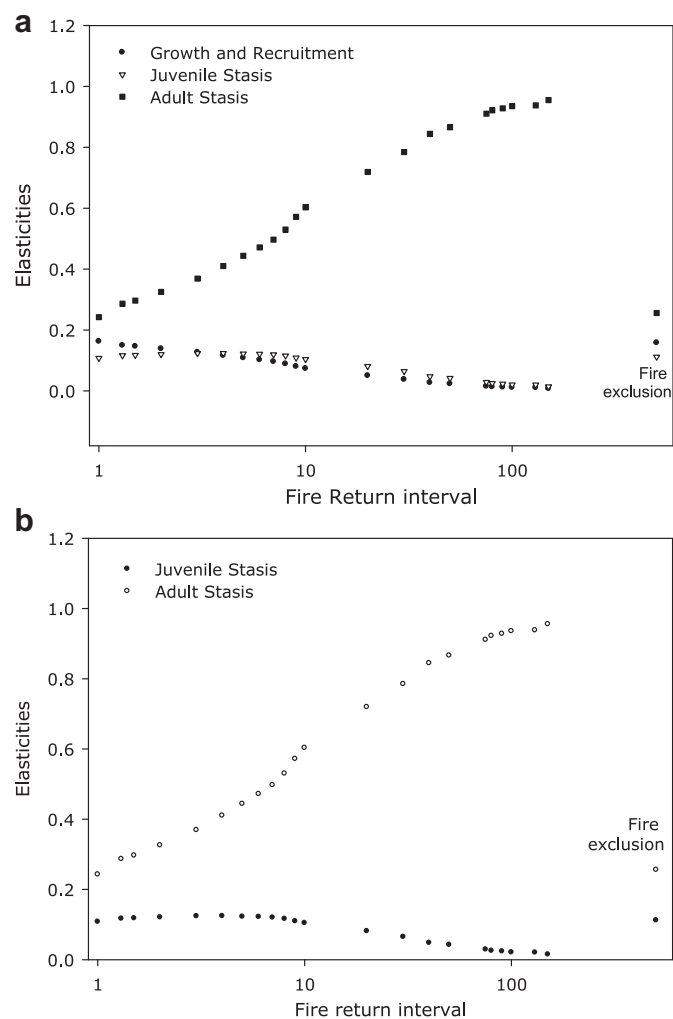 a
1.2
Growth and Recruitment
Juvenile Stasis
Adult Stasis
1.0
0.8
0.6
0.4
0.2
0.0
Elasticities
Fire
exclusion
1
10
100
Fire Return interval
b
1.2
Juvenile Stasis
Adult Stasis
1.0
0.8
0.6
0.4
0.2
0.0
Elasticities
Fire
exclusion
1
10
100
Fire return interval